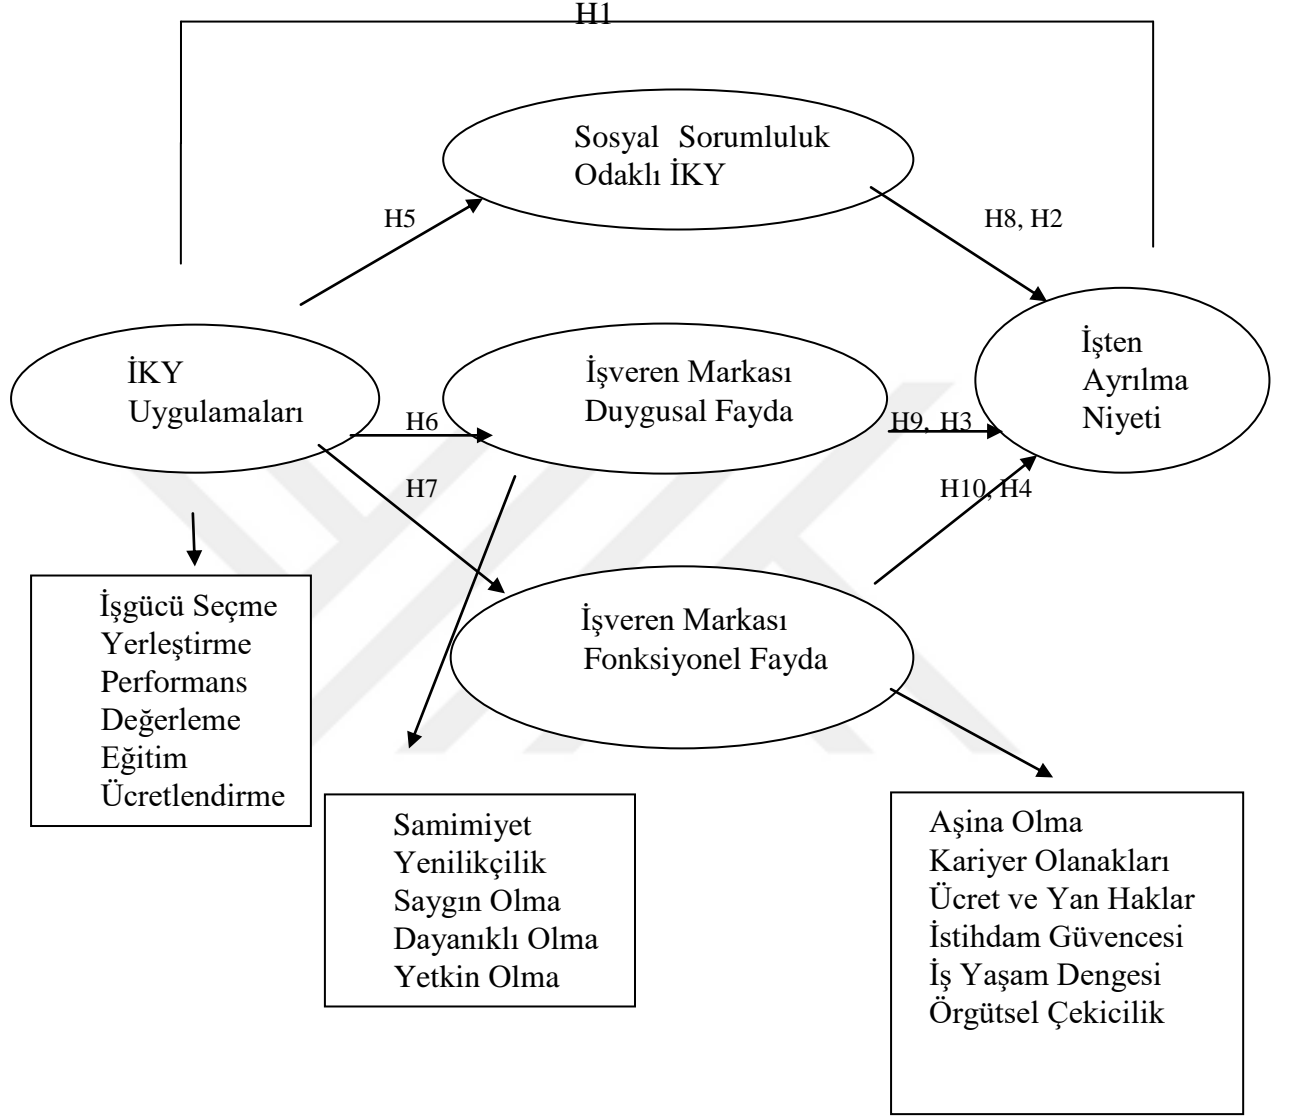 H1
Sosyal Sorumluluk
Odaklı İKY
H5
H8, H2
İKY
Uygulamaları
İşveren Markası
Duygusal Fayda
İşten
Ayrılma
Niyeti
H6
H9, H3
H7
H10, H4
İşveren Markası
Fonksiyonel Fayda
İşgücü Seçme
Yerleştirme
Performans
Değerleme
Eğitim
Ücretlendirme
Samimiyet
Yenilikçilik
Saygın Olma
Dayanıklı Olma
Yetkin Olma
Aşina Olma
Kariyer Olanakları
Ücret ve Yan Haklar
İstihdam Güvencesi
İş Yaşam Dengesi
Örgütsel Çekicilik